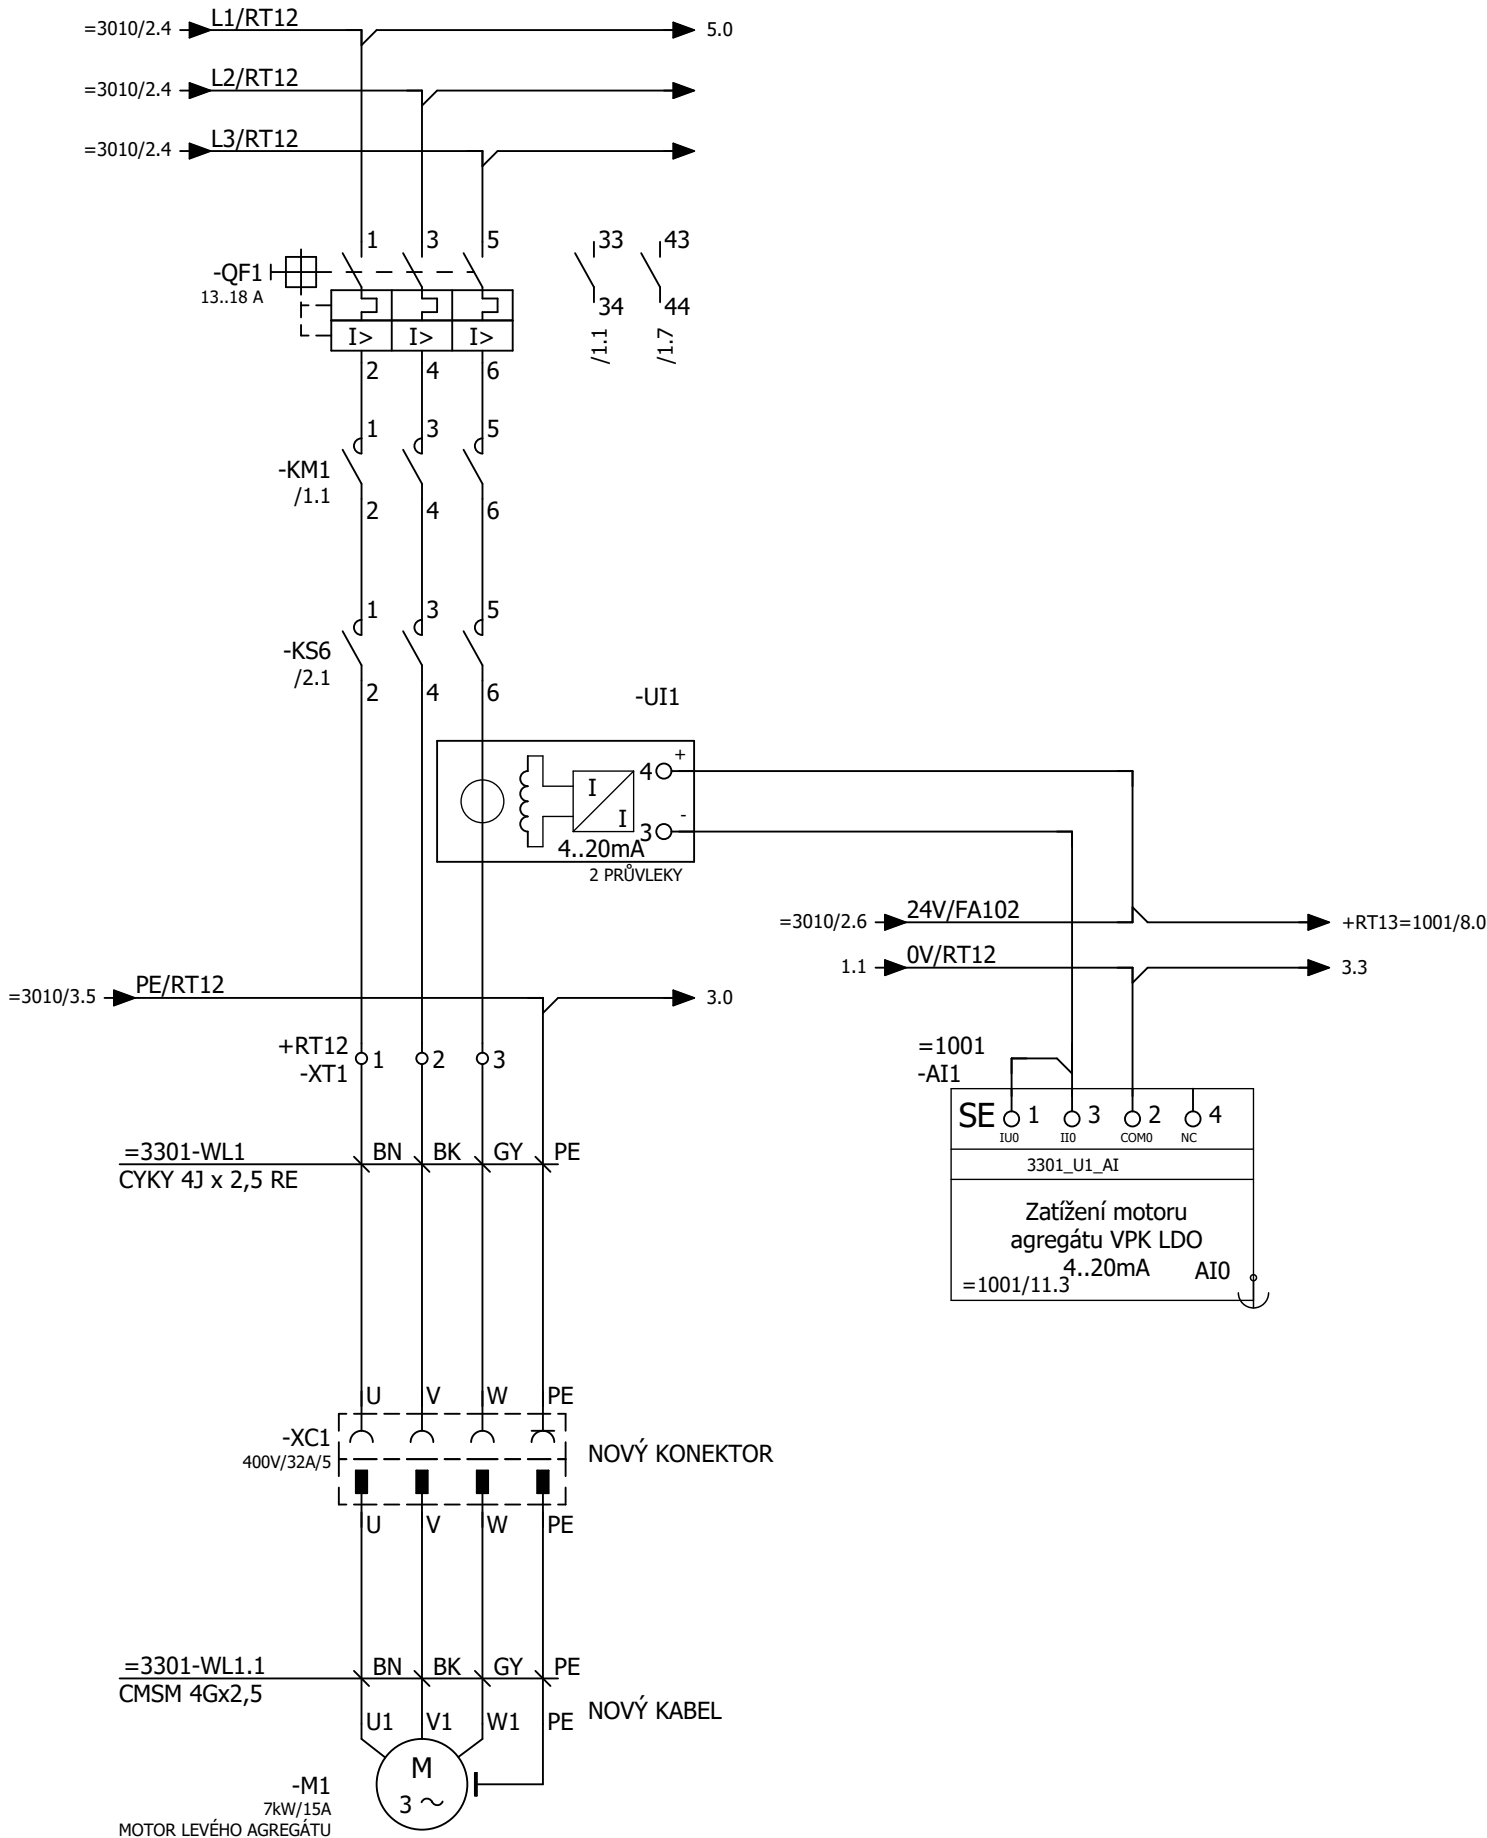 =3010/2.4 L1/RT12 5.0
=3010/2.4 L2/RT12
=3010/2.4 L3/RT12
1 3 5 33 43
-QF1
13..18 A
34 44
I> I> I>
/1.1 /1.7
2 4 6
1 3 5
-KM1
/1.1
2 4 6
1 3 5
-KS6
/2.1
2 4 6
-UI1
4 +
I
I
3 -
4..20mA
2 PRŮVLEKY
=3010/2.6 24V/FA102 +RT13=1001/8.0
1.1 0V/RT12 3.3
=3010/3.5 PE/RT12 3.0
+RT12
-XT1
1 2 3
=1001
-AI1
SE 1 3 2 4
IU0 II0 COM0 NC
3301_U1_AI
Zatížení motoru
agregátu VPK LDO
4..20mA AI0
=1001/11.3
=3301-WL1 BN BK GY PE
CYKY 4J x 2,5 RE
U V W PE
-XC1
400V/32A/5
NOVÝ KONEKTOR
U V W PE
=3301-WL1.1 BN BK GY PE
CMSM 4Gx2,5
NOVÝ KABEL
U1 V1 W1 PE
M
3 ~
-M1
7kW/15A
MOTOR LEVÉHO AGREGÁTU